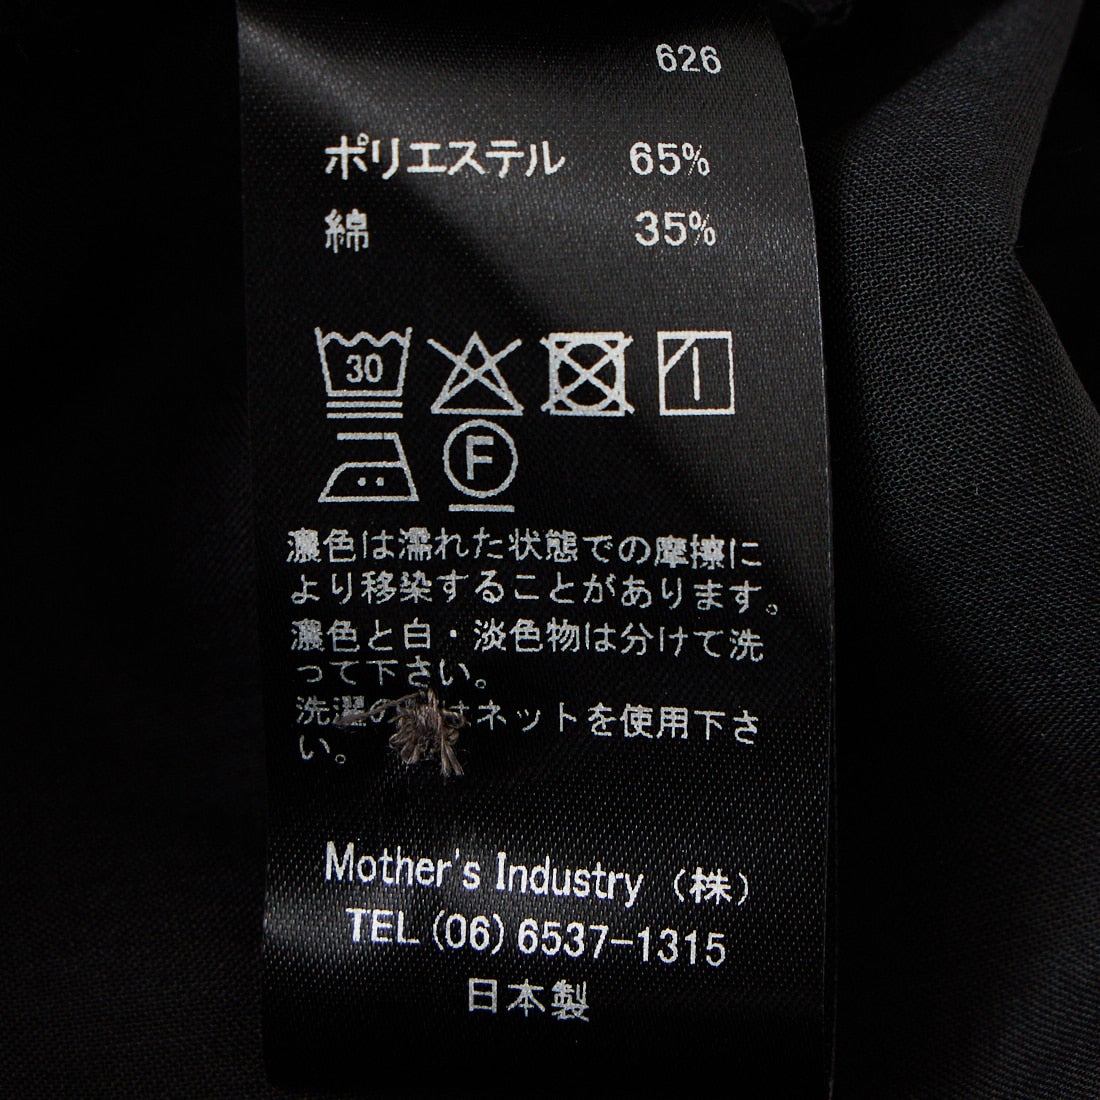 626
ポリエステル 65%
綿 35%
30
F
濃色は濡れた状態での摩擦に
より移染することがあります。
濃色と白・淡色物は分けて洗
って下さい。
洗濯の はネットを使用下さ
い。
Mother's Industry (株)
TEL(06)6537-1315
日本製